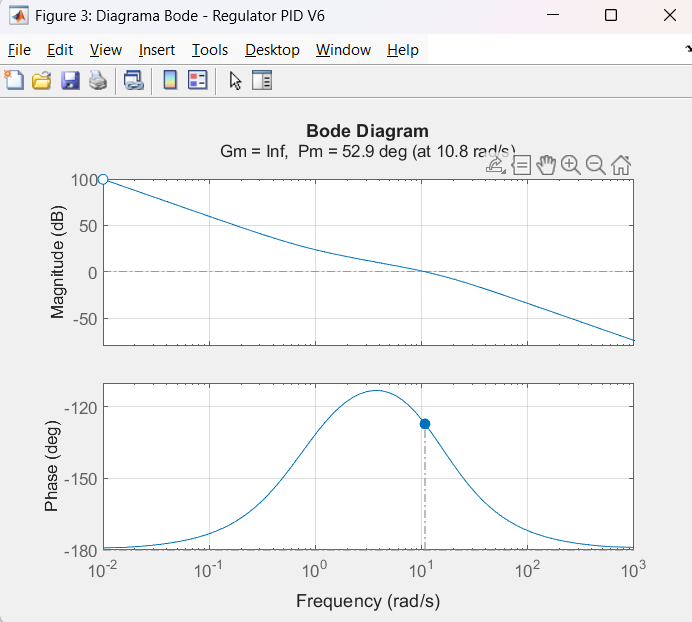 Figure 3: Diagrama Bode - Regulator PID V6
File Edit View Insert Tools Desktop Window Help
Bode Diagram
Gm = Inf, Pm = 52.9 deg (at 10.8 rad/s)
Magnitude (dB)
100
50
0
-50
Phase (deg)
-120
-150
-180
10-2 10-1 100 101 102 103
Frequency (rad/s)